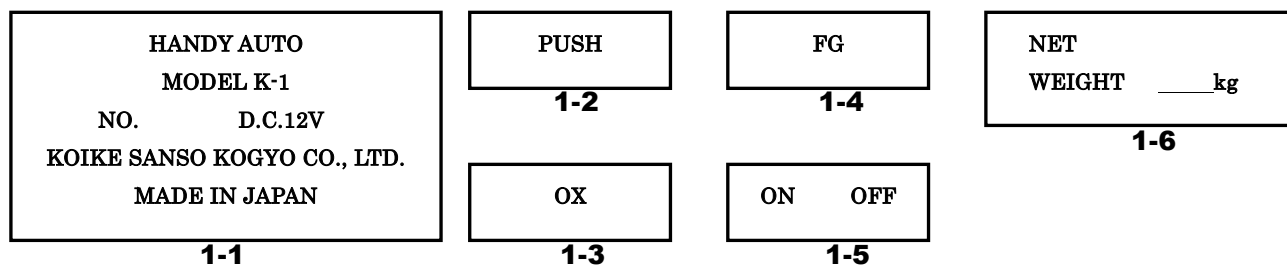 HANDY AUTO
MODEL K-1
NO. D.C.12V
KOIKE SANSO KOGYO CO., LTD.
MADE IN JAPAN
1-1
PUSH
1-2
OX
1-3
FG
1-4
ON OFF
1-5
NET
WEIGHT _____kg
1-6